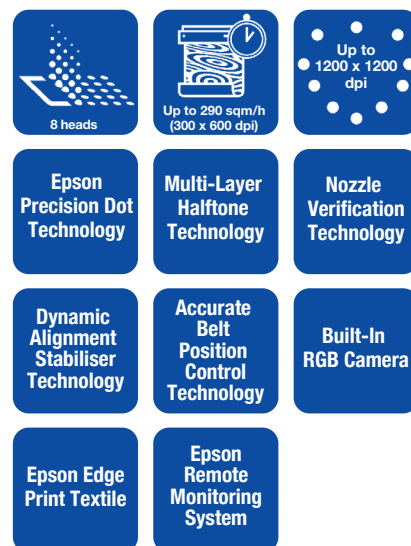 8 heads
Up to 290 sqm/h
(300 x 600 dpi)
Up to
1200 x 1200
dpi
Epson
Precision Dot
Technology
Multi-Layer
Halftone
Technology
Nozzle
Verification
Technology
Dynamic
Alignment
Stabiliser
Technology
Accurate
Belt
Position
Control
Technology
Built-In
RGB Camera
Epson Edge
Print Textile
Epson
Remote
Monitoring
System